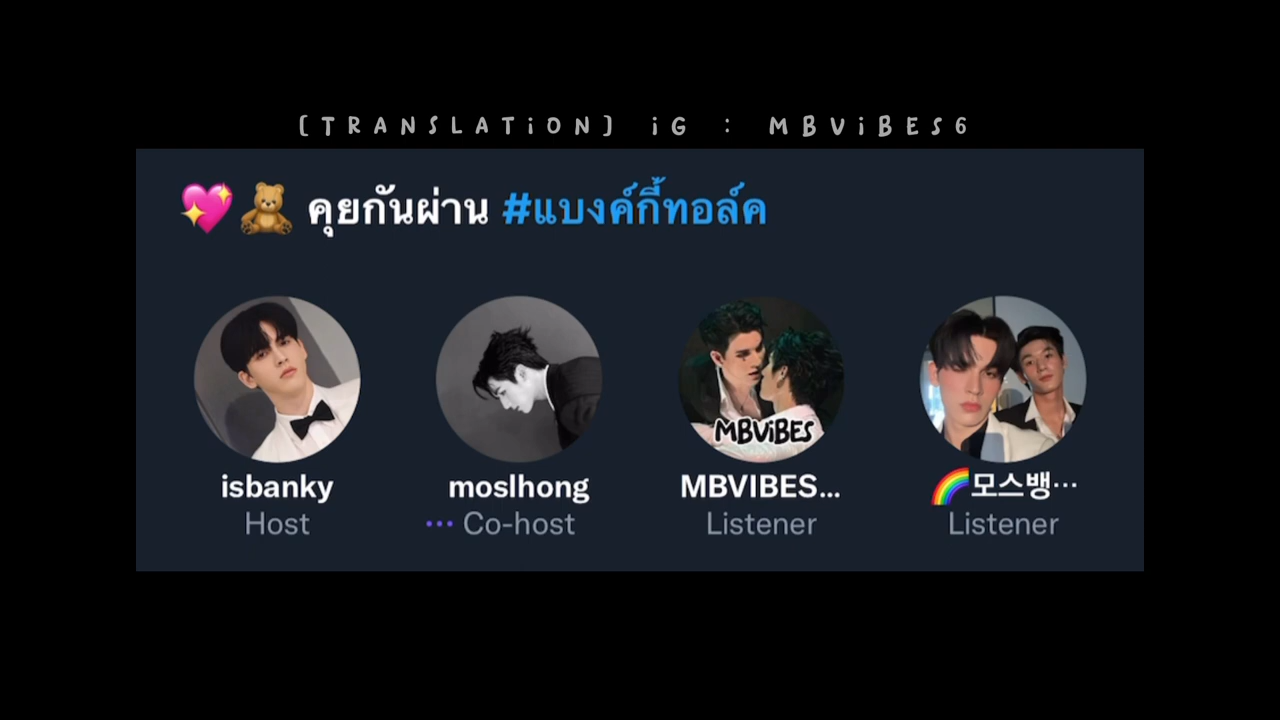 [TRANSLATiON] iG : MBViBES6
💖🧸 คุยกันผ่าน #แบงค์กี้ทอล์ค
MBViBES
isbanky
moslhong
MBVIBES...
🌈모스뱅...
Host
••• Co-host
Listener
Listener